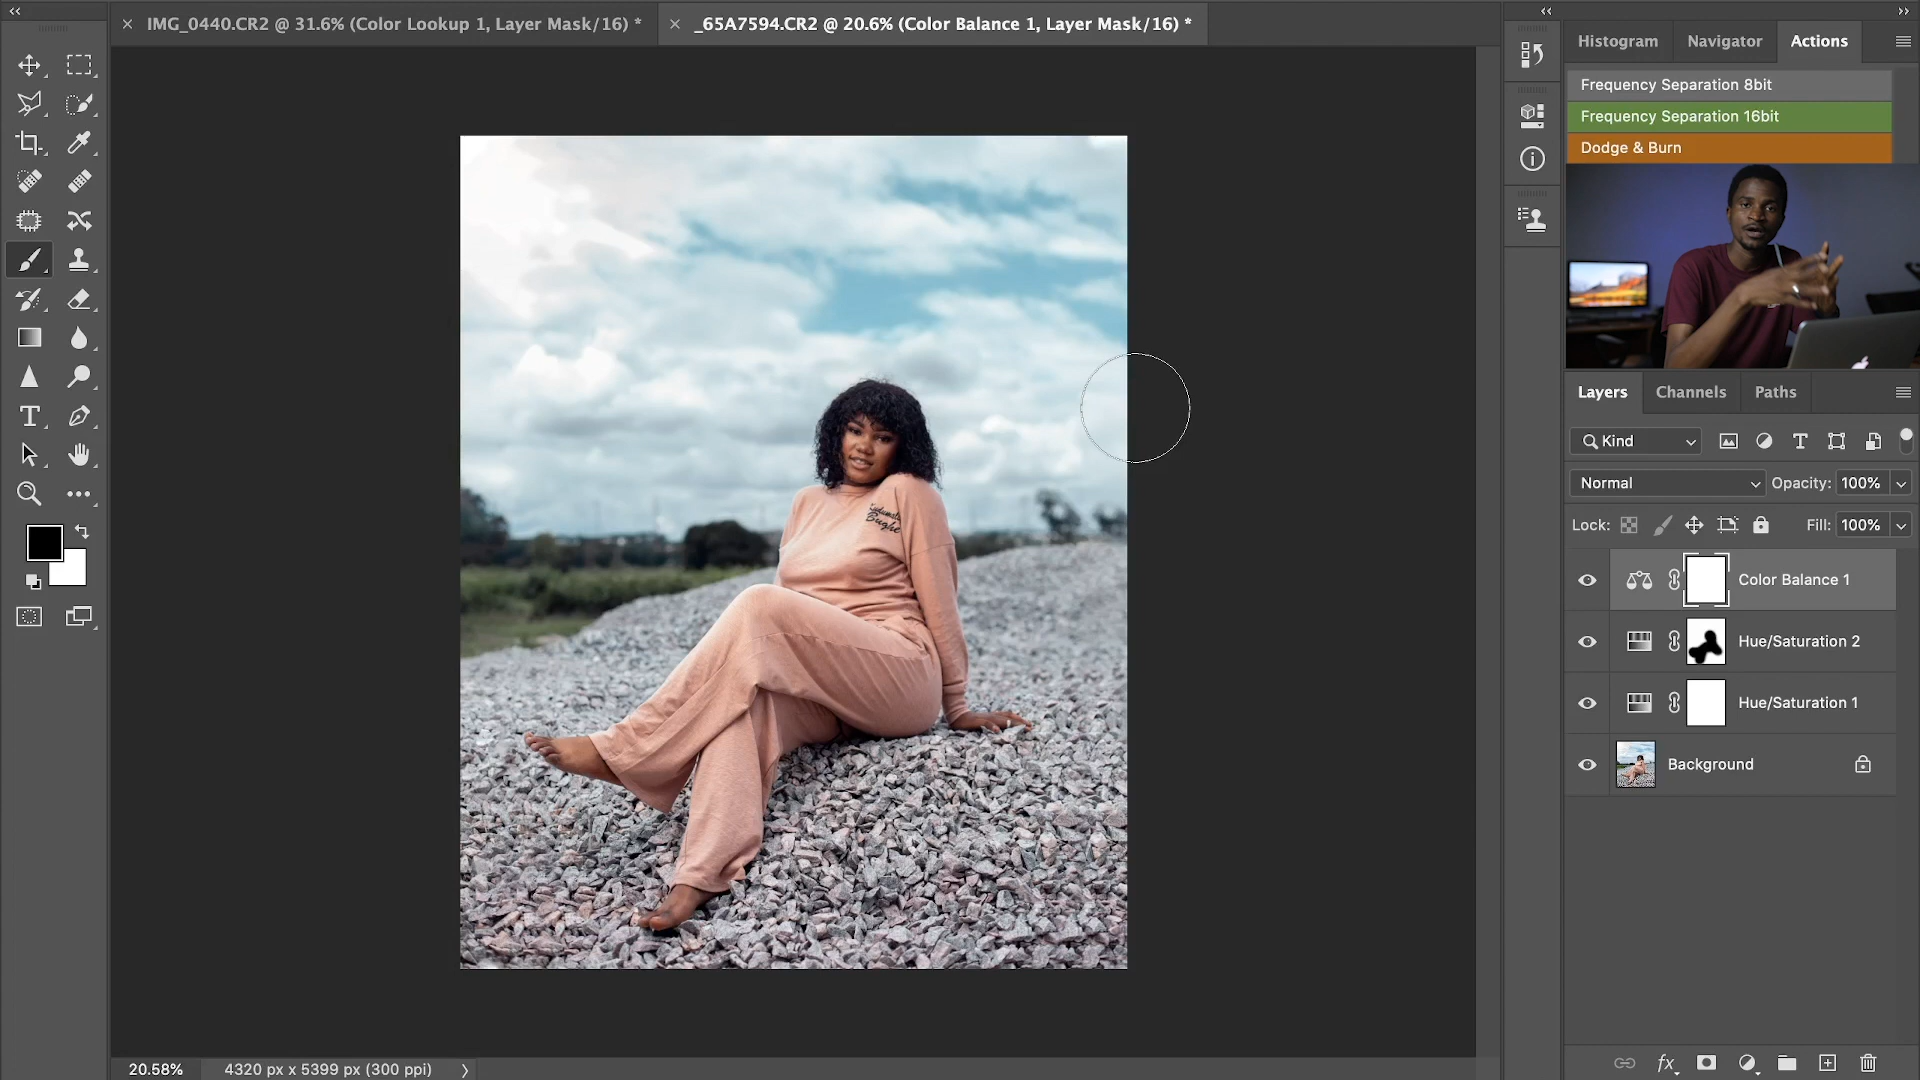 IMG_0440.CR2 @ 31.6% (Color Lookup 1, Layer Mask/16) *
_65A7594.CR2 @ 20.6% (Color Balance 1, Layer Mask/16) *
Histogram
Navigator
Actions
Frequency Separation 8bit
Frequency Separation 16bit
Dodge & Burn
Layers
Channels
Paths
Kind
Normal
Opacity: 100%
Lock:
Fill: 100%
Color Balance 1
Hue/Saturation 2
Hue/Saturation 1
Background
20.58%
4320 px x 5399 px (300 ppi)